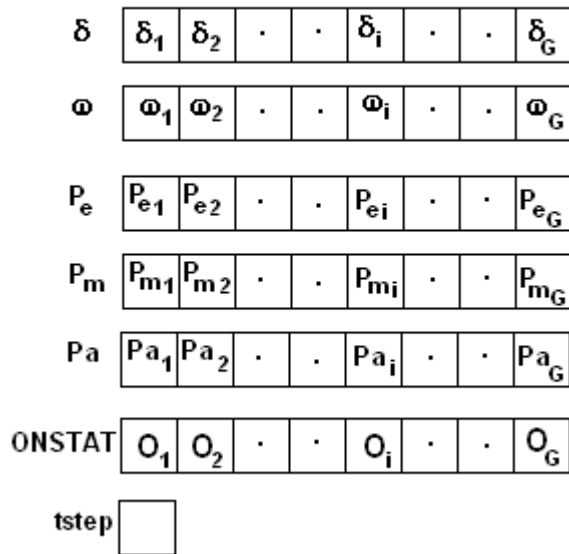 δ δ1 δ2 . . δi . . δG
ω ω1 ω2 . . ωi . . ωG
Pe Pe1 Pe2 . . Pei . . PeG
Pm Pm1 Pm2 . . Pmi . . PmG
Pa Pa1 Pa2 . . Pai . . PaG
ONSTAT O1 O2 . . Oi . . OG
tstep